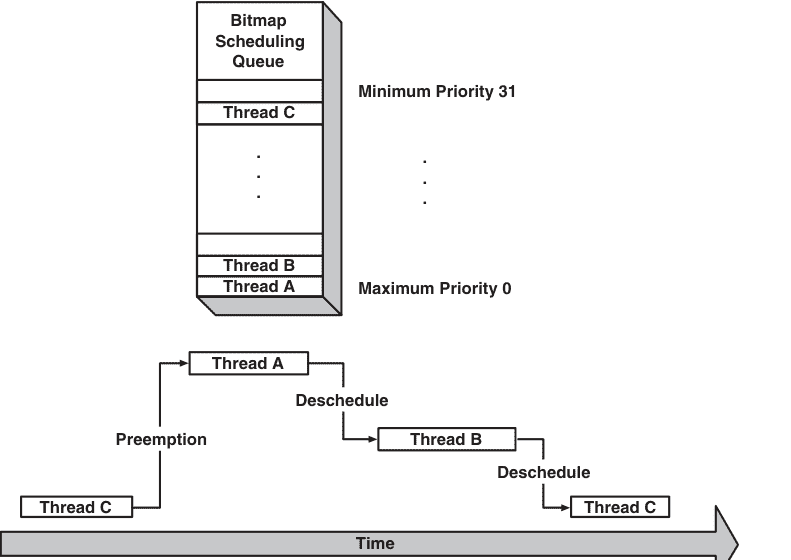 Bitmap
Scheduling
Queue
Minimum Priority 31
Thread C
Thread B
Thread A
Maximum Priority 0
Thread A
Deschedule
Preemption
Thread B
Deschedule
Thread C
Thread C
Time